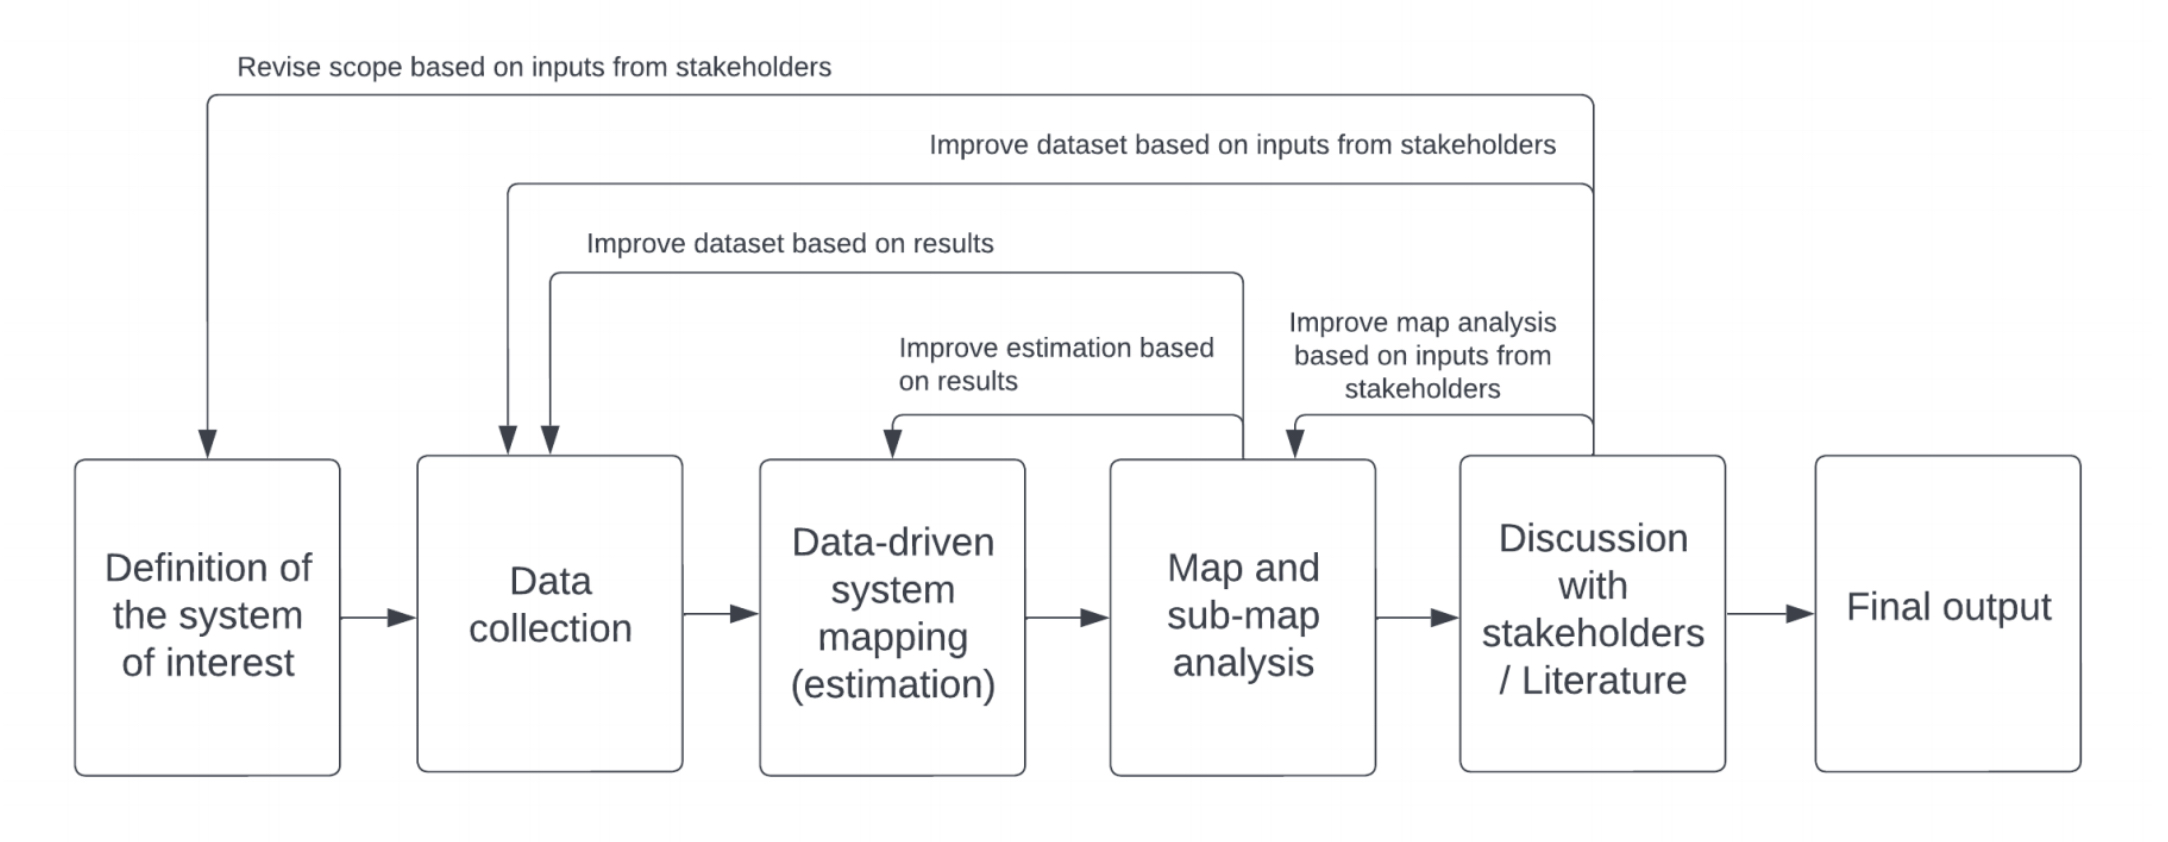 Revise scope based on inputs from stakeholders
Improve dataset based on inputs from stakeholders
Improve dataset based on results
Improve estimation based
on results
Improve map analysis
based on inputs from
stakeholders
Definition of
the system
of interest
Data
collection
Data-driven
system
mapping
(estimation)
Map and
sub-map
analysis
Discussion
with
stakeholders
/ Literature
Final output